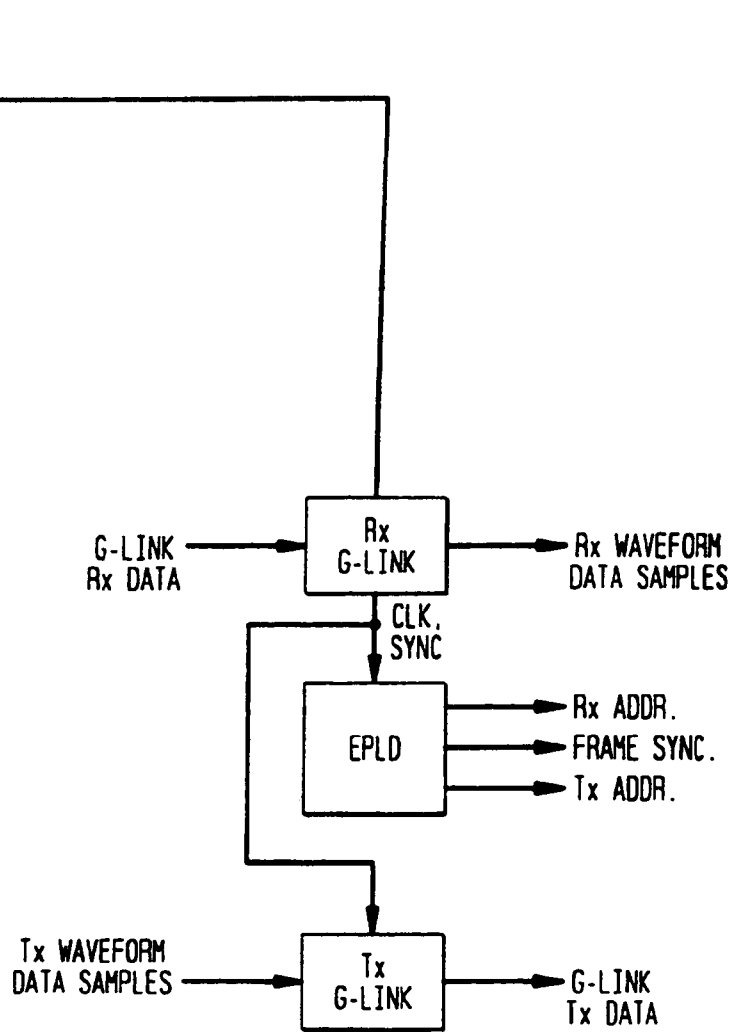 Rx
G-LINK
G-LINK
Rx DATA
Rx WAVEFORM
DATA SAMPLES
CLK,
SYNC
EPLD
Rx ADDR.
FRAME SYNC.
Tx ADDR.
Tx WAVEFORM
DATA SAMPLES
Tx
G-LINK
G-LINK
Tx DATA